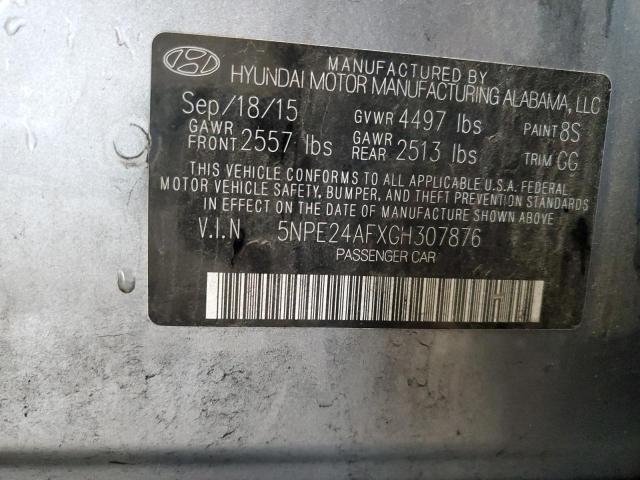 MANUFACTURED BY
HYUNDAI MOTOR MANUFACTURING ALABAMA, LLC
Sep/18/15 GVWR 4497 lbs PAINT 8S
GAWR FRONT 2557 lbs GAWR REAR 2513 lbs TRIM GG
THIS VEHICLE CONFORMS TO ALL APPLICABLE U.S.A. FEDERAL
MOTOR VEHICLE SAFETY, BUMPER, AND THEFT PREVENTION STANDARDS
IN EFFECT ON THE DATE OF MANUFACTURE SHOWN ABOVE.
V.I.N 5NPE24AFXGH307876
PASSENGER CAR
H